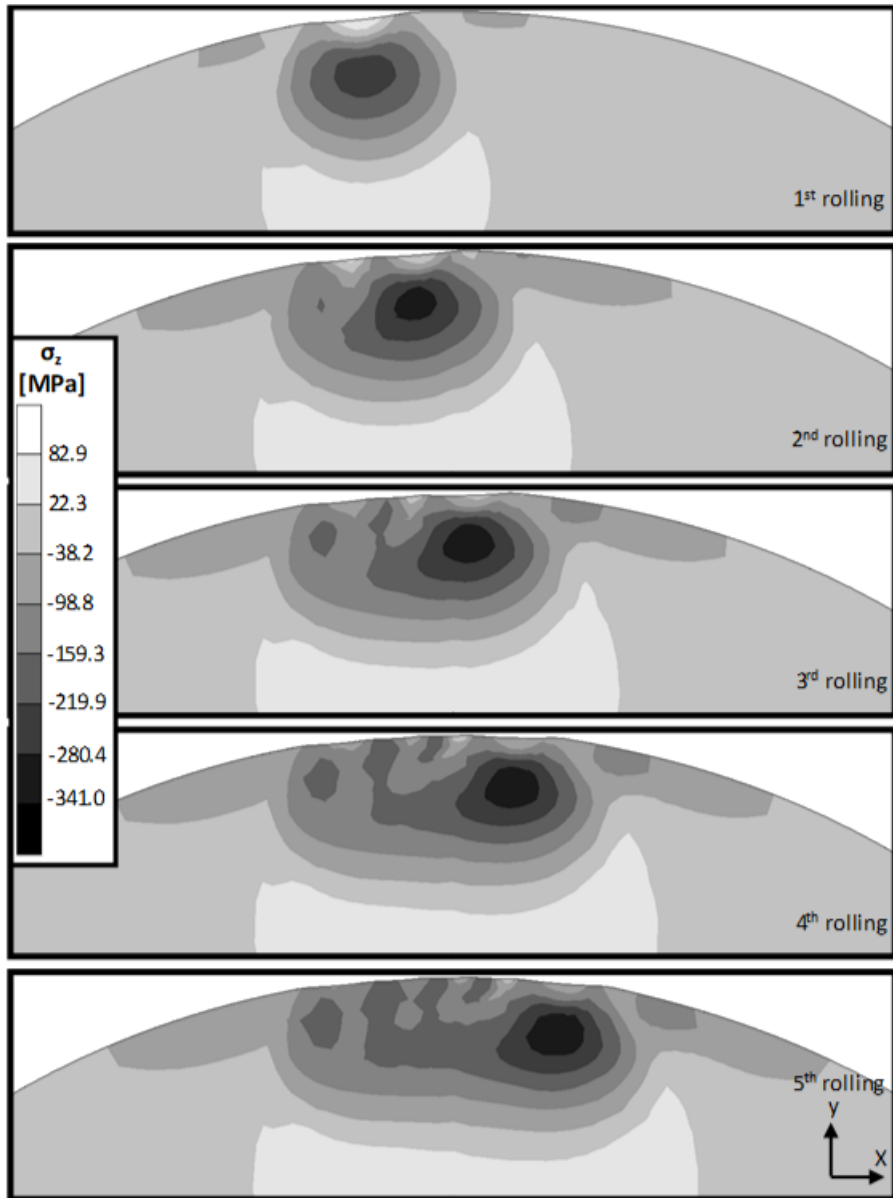 1st rolling
2nd rolling
σz
[MPa]
82.9
22.3
-38.2
-98.8
-159.3
-219.9
-280.4
-341.0
3rd rolling
4th rolling
5th rolling
y
X